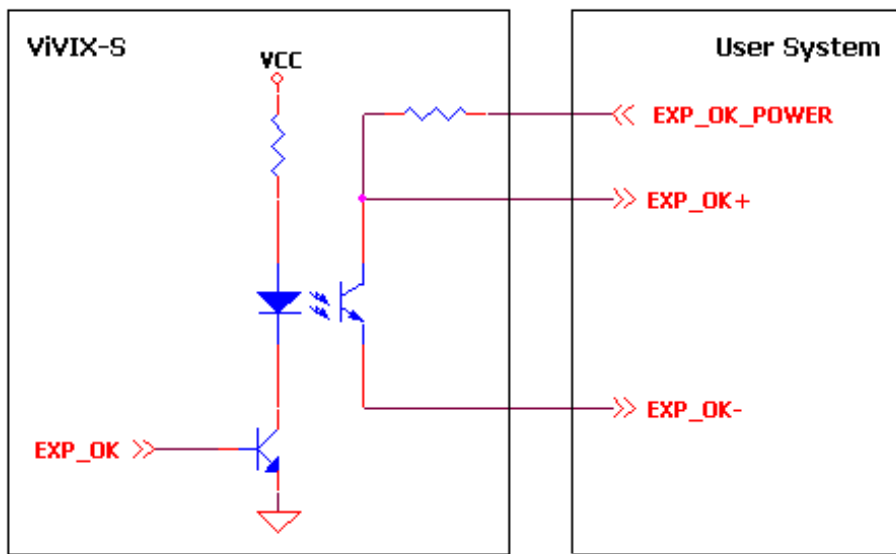 ViVIX-S
User System
VCC
EXP_OK_POWER
EXP_OK+
EXP_OK-
EXP_OK